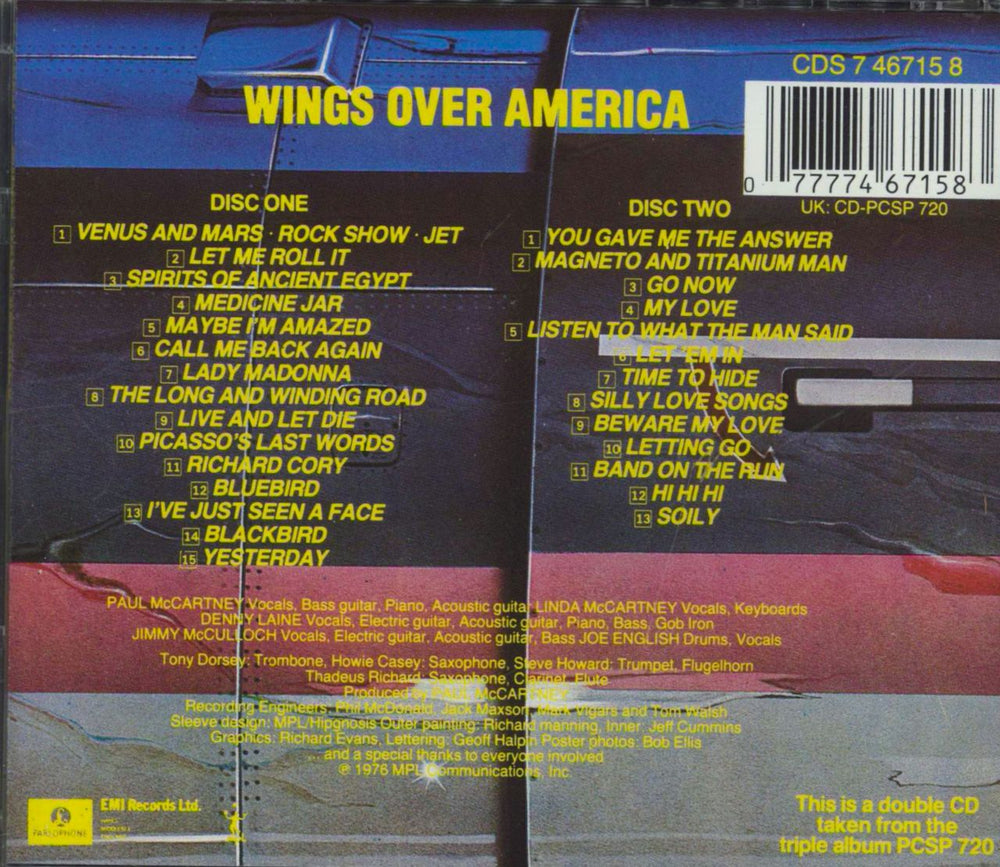 CDS 7 46715 8
WINGS OVER AMERICA
0 77774 67158
UK: CD-PCSP 720
DISC ONE
1 VENUS AND MARS · ROCK SHOW · JET
2 LET ME ROLL IT
3 SPIRITS OF ANCIENT EGYPT
4 MEDICINE JAR
5 MAYBE I'M AMAZED
6 CALL ME BACK AGAIN
7 LADY MADONNA
8 THE LONG AND WINDING ROAD
9 LIVE AND LET DIE
10 PICASSO'S LAST WORDS
11 RICHARD CORY
12 BLUEBIRD
13 I'VE JUST SEEN A FACE
14 BLACKBIRD
15 YESTERDAY
DISC TWO
1 YOU GAVE ME THE ANSWER
2 MAGNETO AND TITANIUM MAN
3 GO NOW
4 MY LOVE
5 LISTEN TO WHAT THE MAN SAID
6 LET 'EM IN
7 TIME TO HIDE
8 SILLY LOVE SONGS
9 BEWARE MY LOVE
10 LETTING GO
11 BAND ON THE RUN
12 HI HI HI
13 SOILY
PAUL McCARTNEY Vocals, Bass guitar, Piano, Acoustic guitar LINDA McCARTNEY Vocals, Keyboards
DENNY LAINE Vocals, Electric guitar, Acoustic guitar, Piano, Bass, Gob Iron
JIMMY McCULLOCH Vocals, Electric guitar, Acoustic guitar, Bass JOE ENGLISH Drums, Vocals
Tony Dorsey: Trombone, Howie Casey: Saxophone, Steve Howard: Trumpet, Flugelhorn
Thadeus Richard: Saxophone, Clarinet, Flute
Produced by PAUL McCARTNEY
Recording Engineers: Phil McDonald, Jack Maxson, Mark Vigars and Tom Walsh
Sleeve design: MPL/Hipgnosis Outer painting: Richard manning, Inner: Jeff Cummins
Graphics: Richard Evans, Lettering: Geoff Halpin Poster photos: Bob Ellis
...and a special thanks to everyone involved
℗ 1976 MPL Communications, Inc.
PARLOPHONE
EMI Records Ltd.
This is a double CD
taken from the
triple album PCSP 720